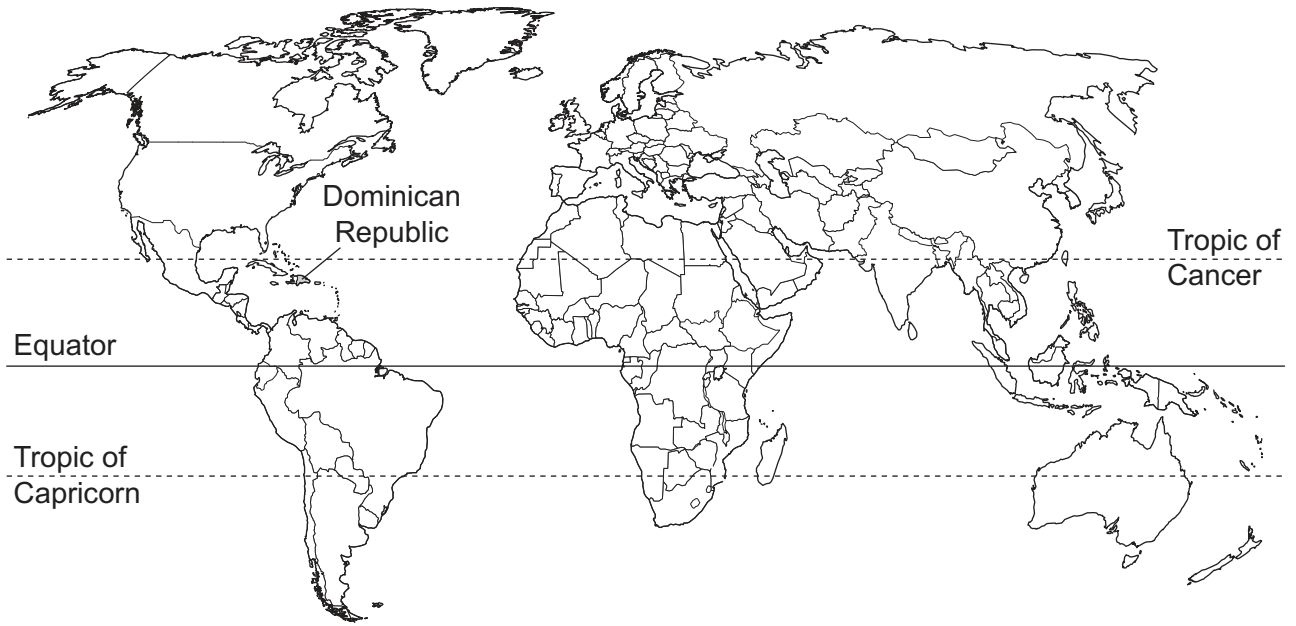 Dominican
Republic
Tropic of
Cancer
Equator
Tropic of
Capricorn